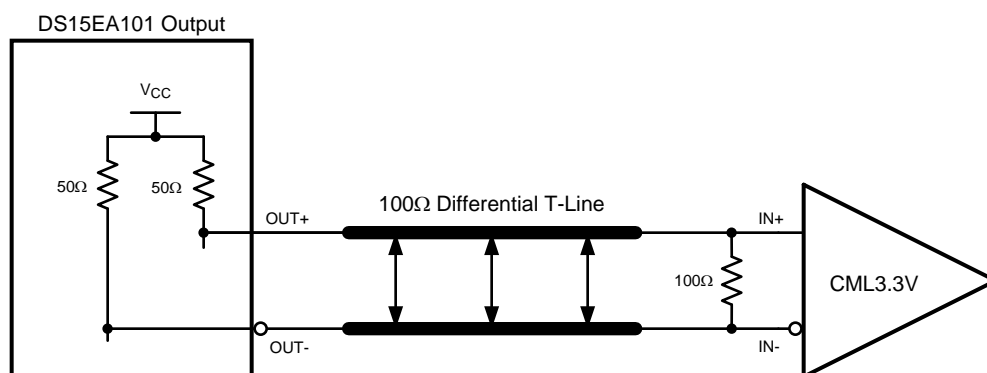 DS15EA101 Output
VCC
50Ω
50Ω
OUT+
100Ω Differential T-Line
IN+
100Ω
CML3.3V
OUT-
IN-